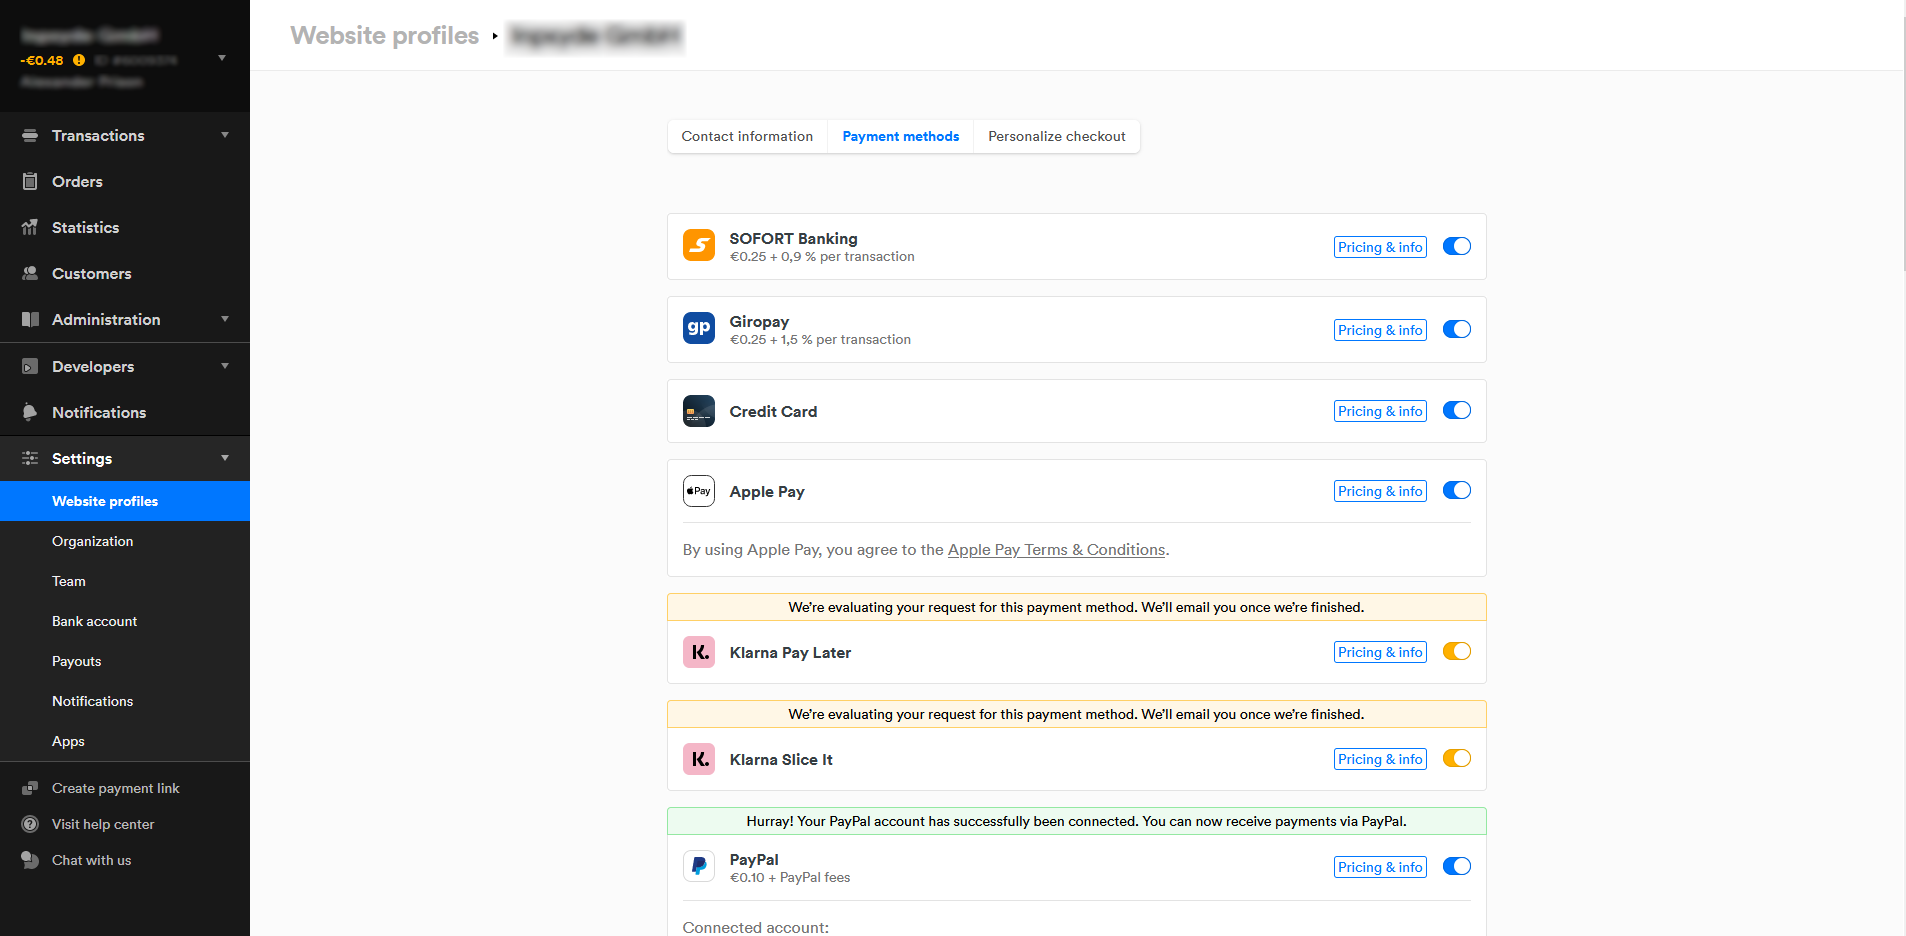 -€0.48
Transactions
Orders
Statistics
Customers
Administration
Developers
Notifications
Settings
Website profiles
Organization
Team
Bank account
Payouts
Notifications
Apps
Create payment link
Visit help center
Chat with us
Website profiles
Contact information
Payment methods
Personalize checkout
SOFORT Banking
€0.25 + 0,9 % per transaction
Pricing & info
gp
Giropay
€0.25 + 1,5 % per transaction
Pricing & info
Credit Card
Pricing & info
Pay
Apple Pay
Pricing & info
By using Apple Pay, you agree to the Apple Pay Terms & Conditions.
We’re evaluating your request for this payment method. We’ll email you once we’re finished.
K.
Klarna Pay Later
Pricing & info
We’re evaluating your request for this payment method. We’ll email you once we’re finished.
K.
Klarna Slice It
Pricing & info
Hurray! Your PayPal account has successfully been connected. You can now receive payments via PayPal.
PayPal
€0.10 + PayPal fees
Pricing & info
Connected account: